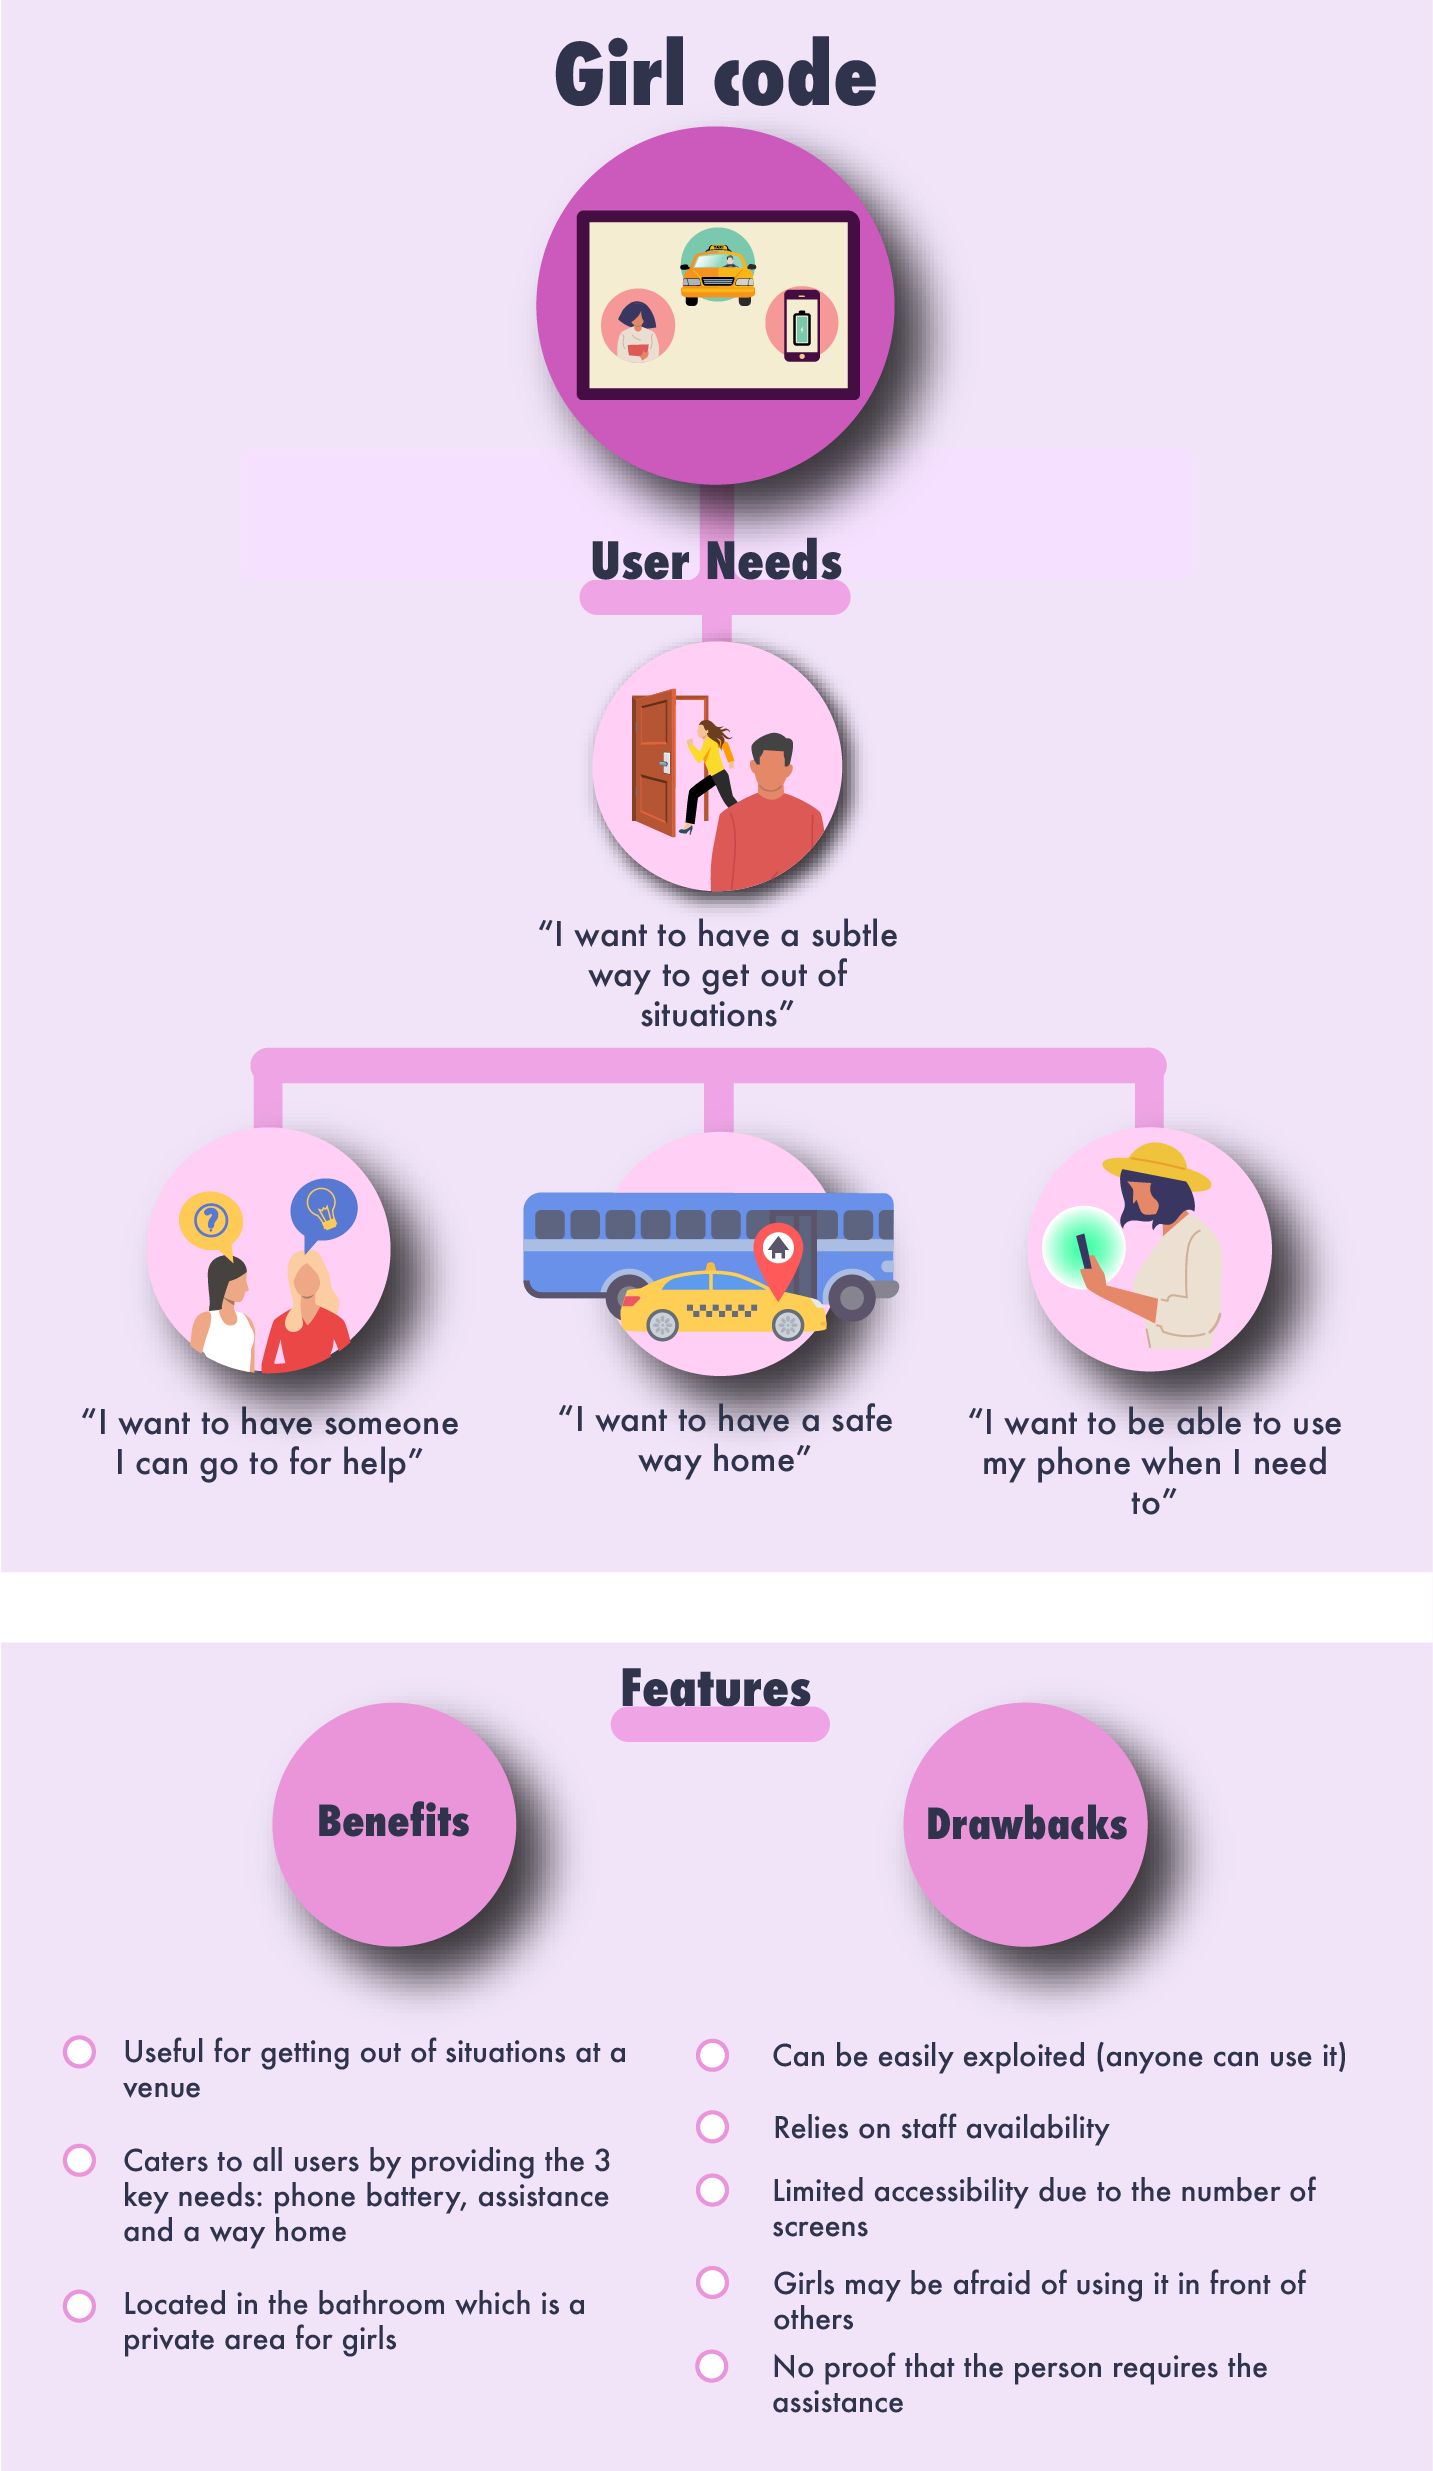 Girl code
User Needs
“I want to have a subtle
way to get out of
situations”
“I want to have someone
I can go to for help”
“I want to have a safe
way home”
“I want to be able to use
my phone when I need
to”
Features
Benefits
Drawbacks
Useful for getting out of situations at a
venue
Caters to all users by providing the 3
key needs: phone battery, assistance
and a way home
Located in the bathroom which is a
private area for girls
Can be easily exploited (anyone can use it)
Relies on staff availability
Limited accessibility due to the number of
screens
Girls may be afraid of using it in front of
others
No proof that the person requires the
assistance